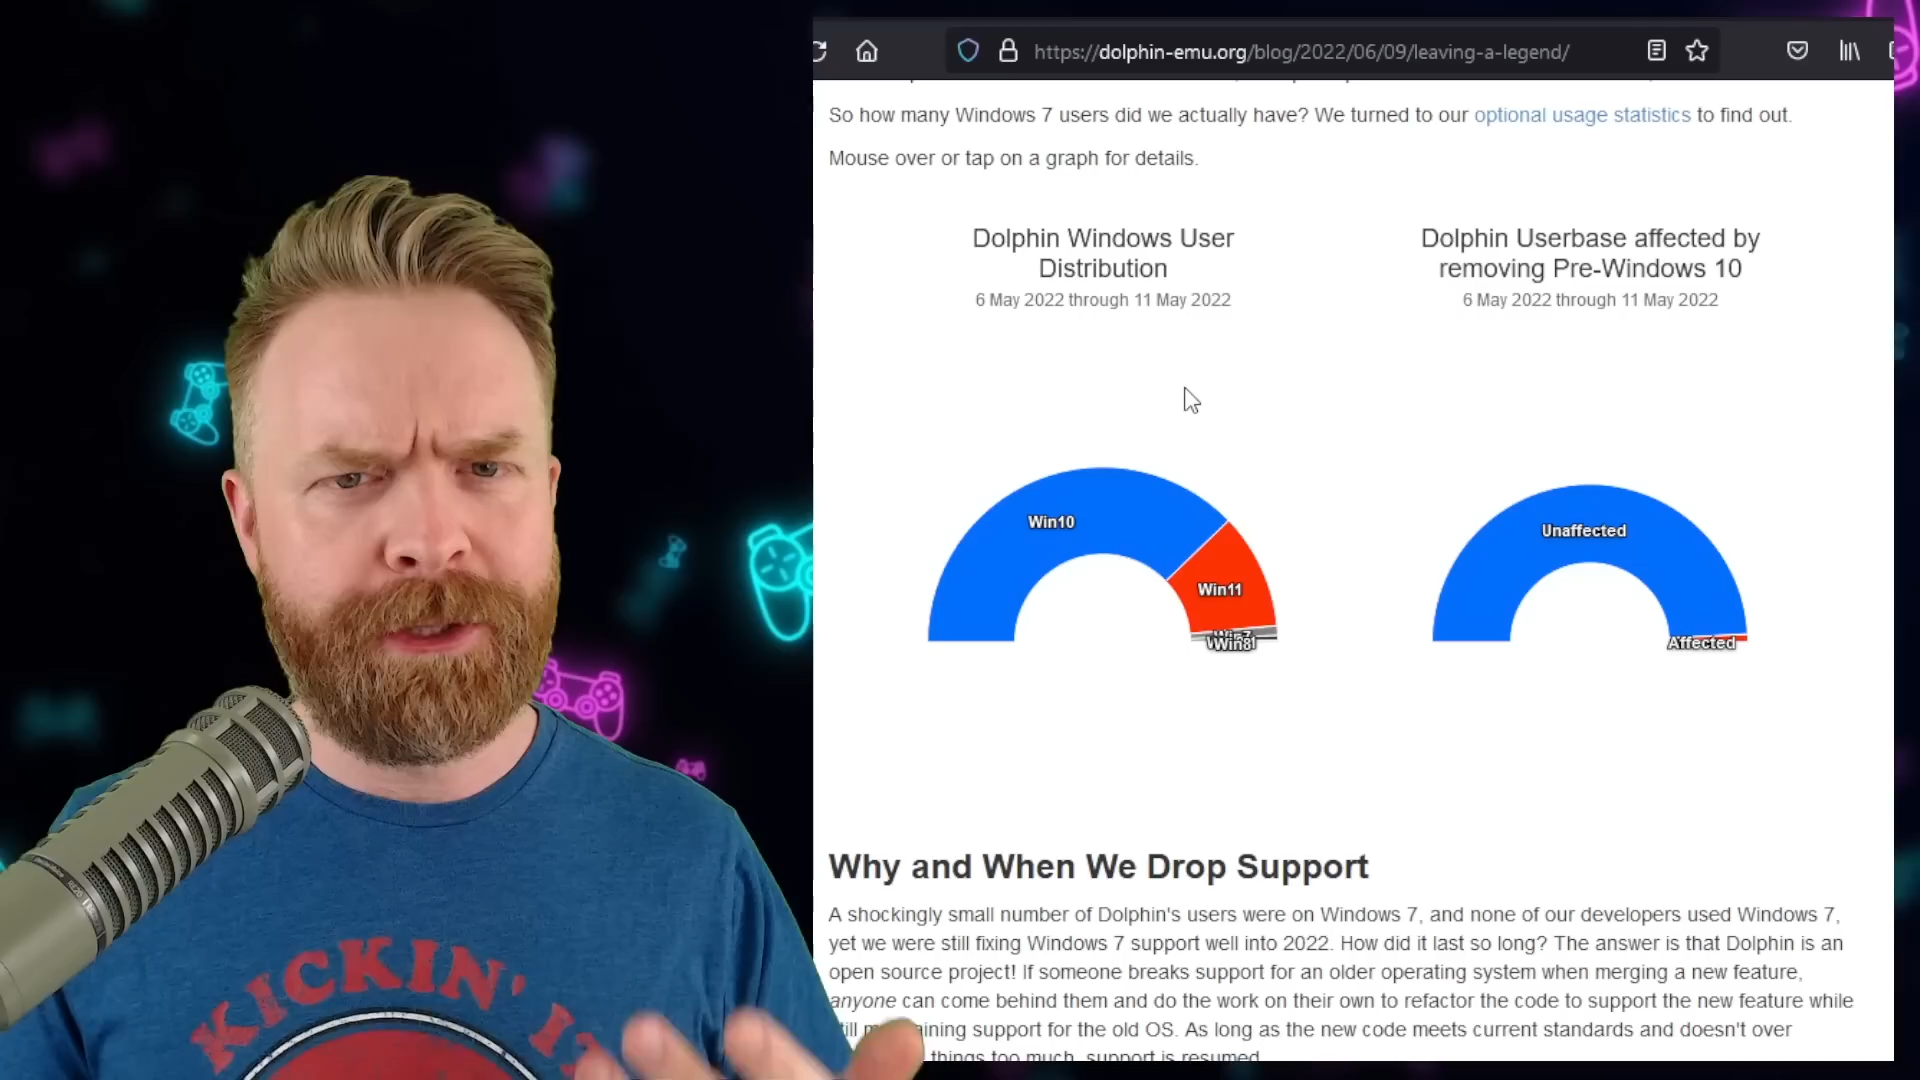 https://dolphin-emu.org/blog/2022/06/09/leaving-a-legend/
So how many Windows 7 users did we actually have? We turned to our optional usage statistics to find out.
Mouse over or tap on a graph for details.
Dolphin Windows User
Distribution
6 May 2022 through 11 May 2022
Win10
Win11
Win7
Win8.1
Dolphin Userbase affected by
removing Pre-Windows 10
6 May 2022 through 11 May 2022
Unaffected
Affected
Why and When We Drop Support
A shockingly small number of Dolphin's users were on Windows 7, and none of our developers used Windows 7,
yet we were still fixing Windows 7 support well into 2022. How did it last so long? The answer is that Dolphin is an
open source project! If someone breaks support for an older operating system when merging a new feature,
anyone can come behind them and do the work on their own to refactor the code to support the new feature while
support for the old OS. As long as the new code meets current standards and doesn't over
things too much, support is resumed.
KICKIN' IT